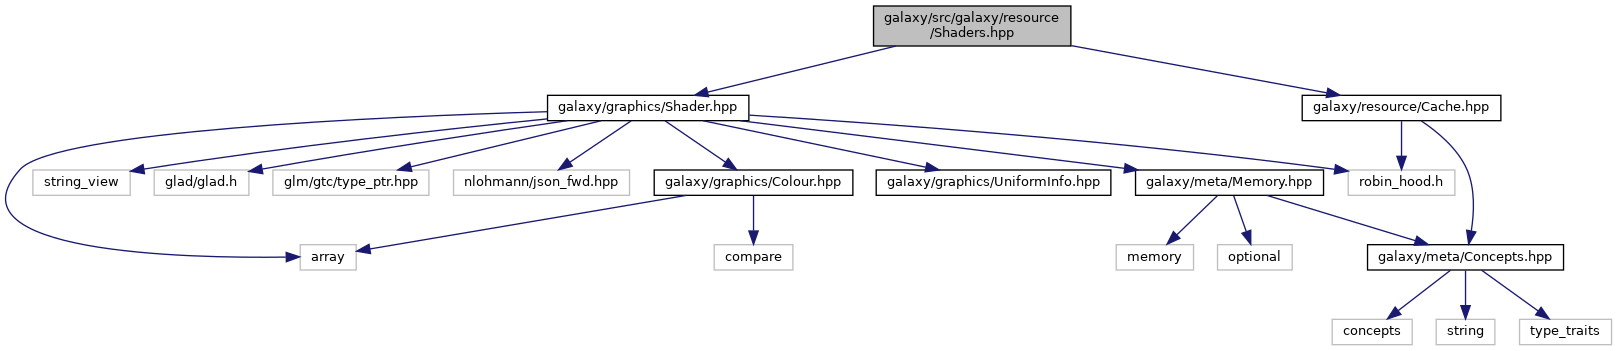 galaxy/src/galaxy/resource
/Shaders.hpp
galaxy/graphics/Shader.hpp
galaxy/resource/Cache.hpp
string_view
glad/glad.h
glm/gtc/type_ptr.hpp
nlohmann/json_fwd.hpp
galaxy/graphics/Colour.hpp
galaxy/graphics/UniformInfo.hpp
galaxy/meta/Memory.hpp
robin_hood.h
array
compare
memory
optional
galaxy/meta/Concepts.hpp
concepts
string
type_traits